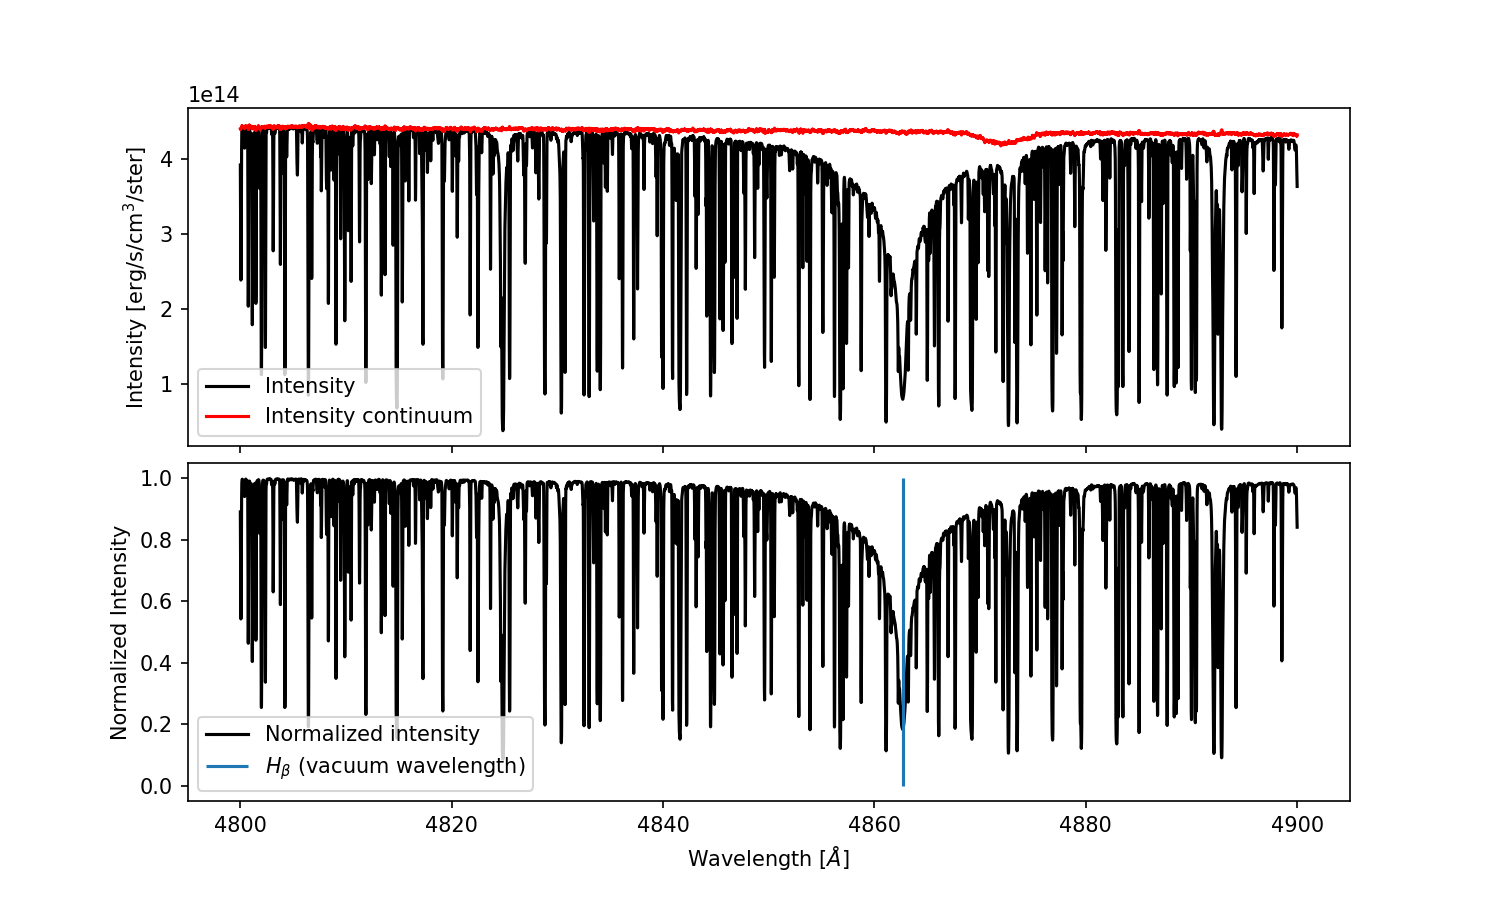 1e14
Intensity [erg/s/cm³/ster]
4
3
2
1
Intensity
Intensity continuum
Normalized Intensity
1.0
0.8
0.6
0.4
0.2
0.0
Normalized intensity
Hβ (vacuum wavelength)
4800 4820 4840 4860 4880 4900
Wavelength [Å]